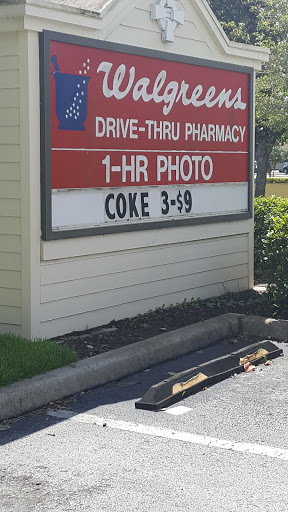 Walgreens
DRIVE-THRU PHARMACY
1-HR PHOTO
COKE 3-$9